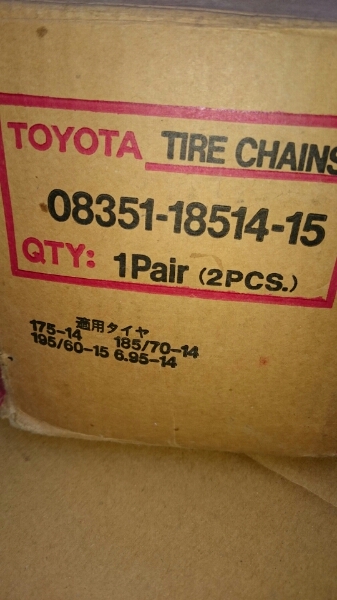 TOYOTA TIRE CHAINS
08351-18514-15
QTY: 1Pair (2PCS.)
適用タイヤ
175-14 185/70-14
195/60-15 6.95-14